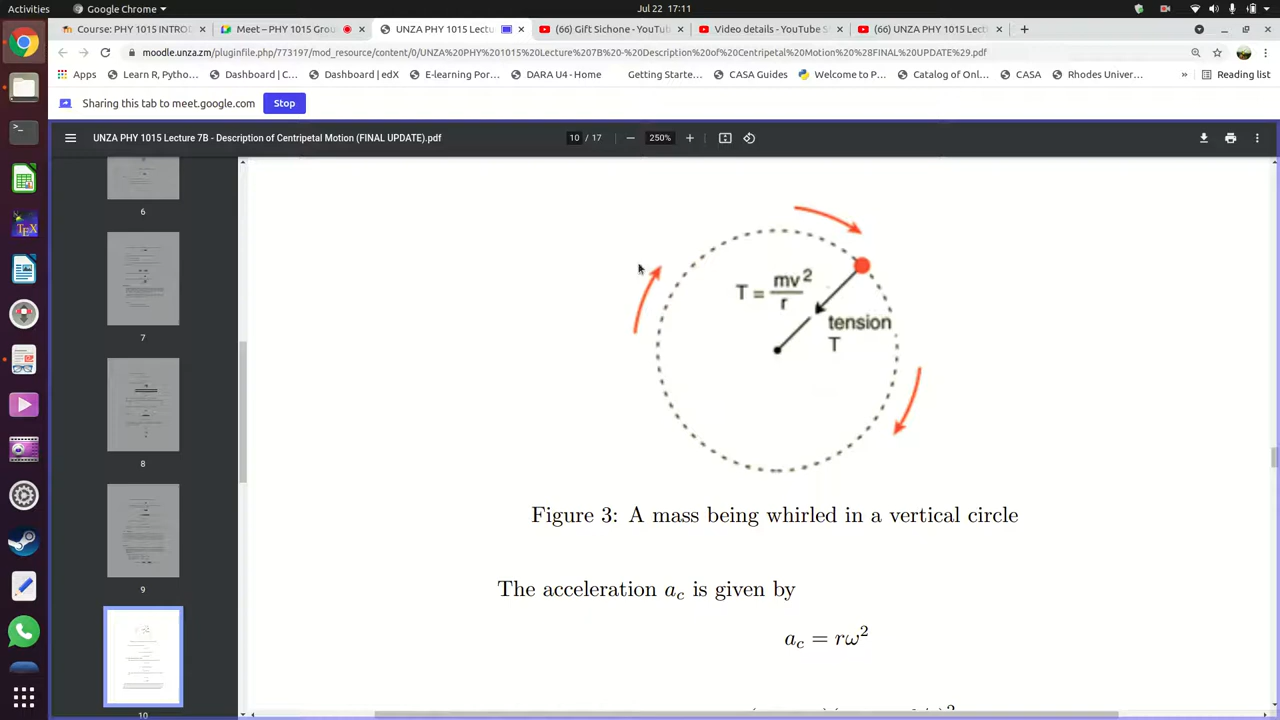 Activities
Google Chrome
Jul 22 17:11
Course: PHY 1015 INTROD
Meet – PHY 1015 Grou
UNZA PHY 1015 Lectu
(66) Gift Sichone - YouTu
Video details - YouTube S
(66) UNZA PHY 1015 Lect
moodle.unza.zm/pluginfile.php/773197/mod_resource/content/0/UNZA%20PHY%201015%20Lecture%207B%20-%20Description%20of%20Centripetal%20Motion%20%28FINAL%20UPDATE%29.pdf
Apps
Learn R, Pytho...
Dashboard | C...
Dashboard | edX
E-learning Por...
DARA U4 - Home
Getting Starte...
CASA Guides
Welcome to P...
Catalog of Onl...
CASA
Rhodes Univer...
»
Reading list
Sharing this tab to meet.google.com
Stop
UNZA PHY 1015 Lecture 7B - Description of Centripetal Motion (FINAL UPDATE).pdf
10 / 17
250%
6
7
8
9
10
T = mv²/r
tension
T
Figure 3: A mass being whirled in a vertical circle
The acceleration a_c is given by
a_c = rω²